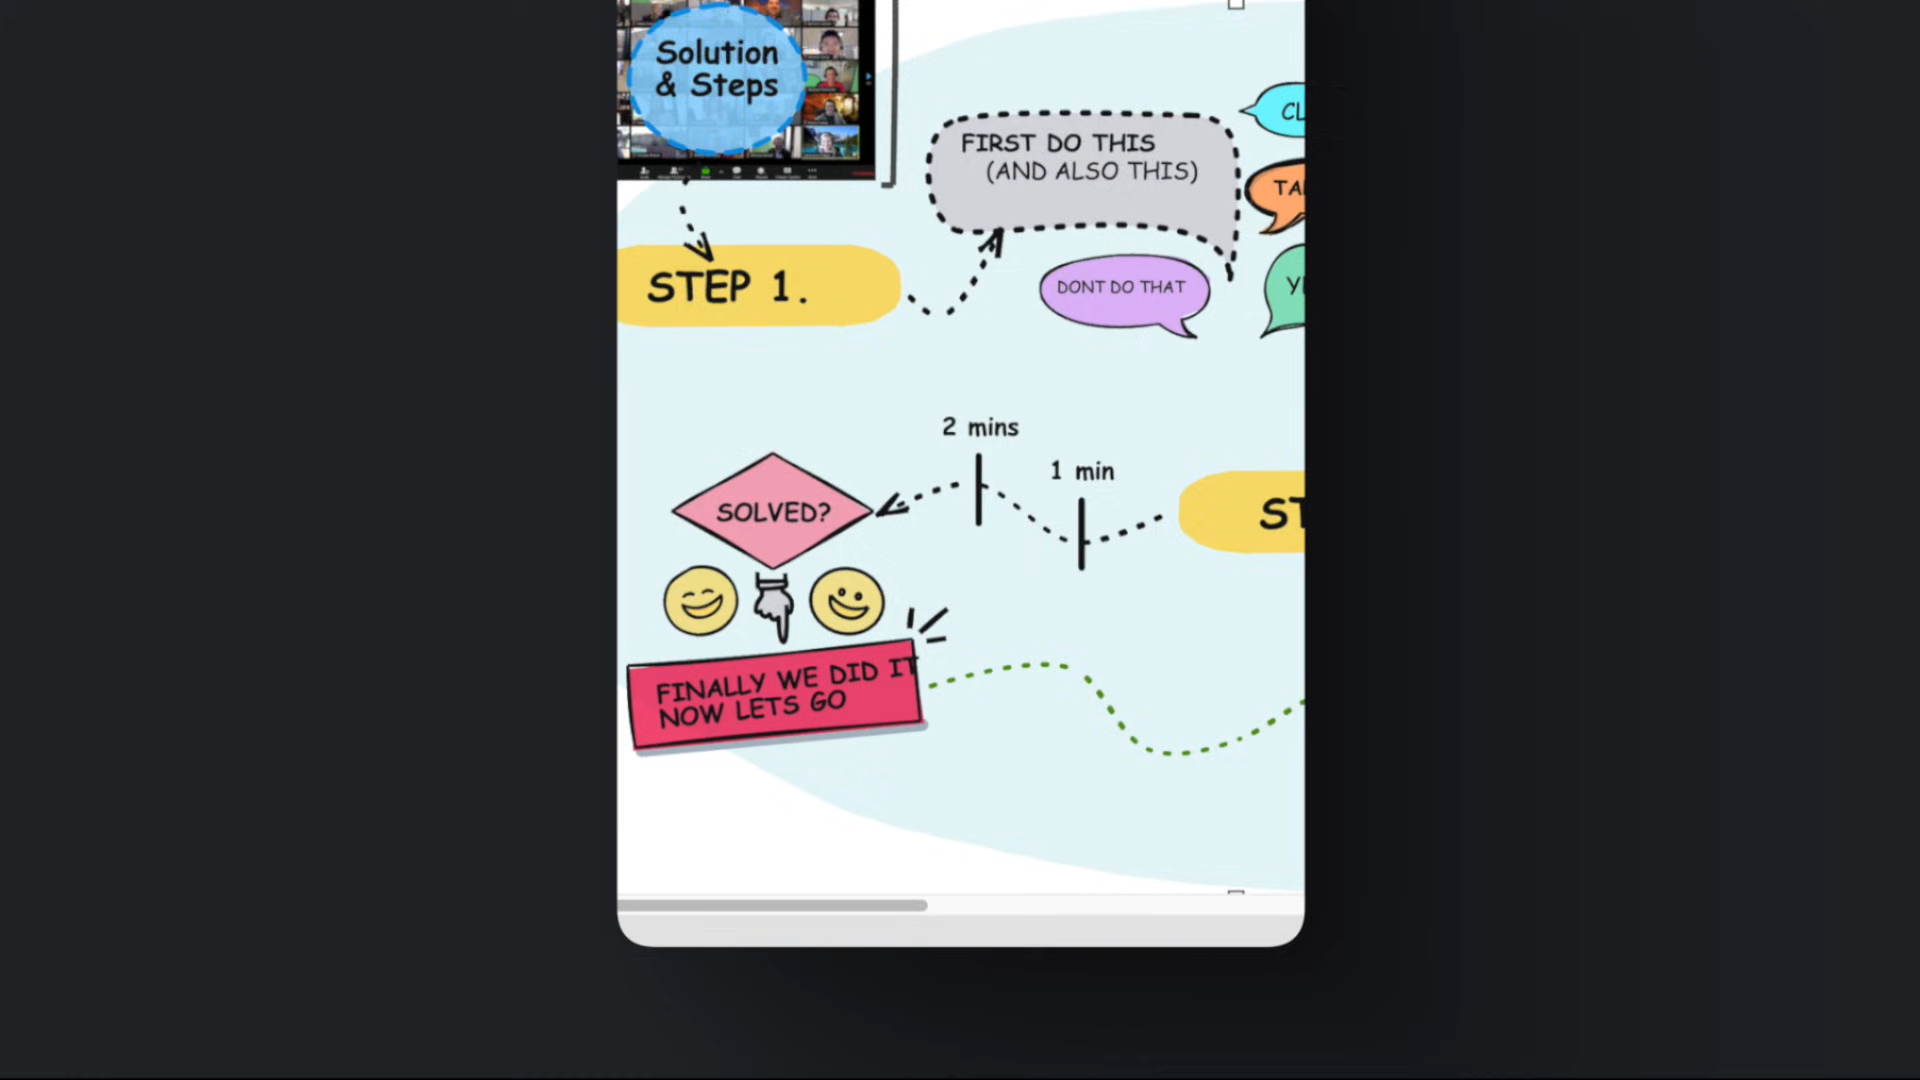 Solution
& Steps
FIRST DO THIS
(AND ALSO THIS)
STEP 1.
DONT DO THAT
2 mins
1 min
SOLVED?
FINALLY WE DID IT
NOW LETS GO